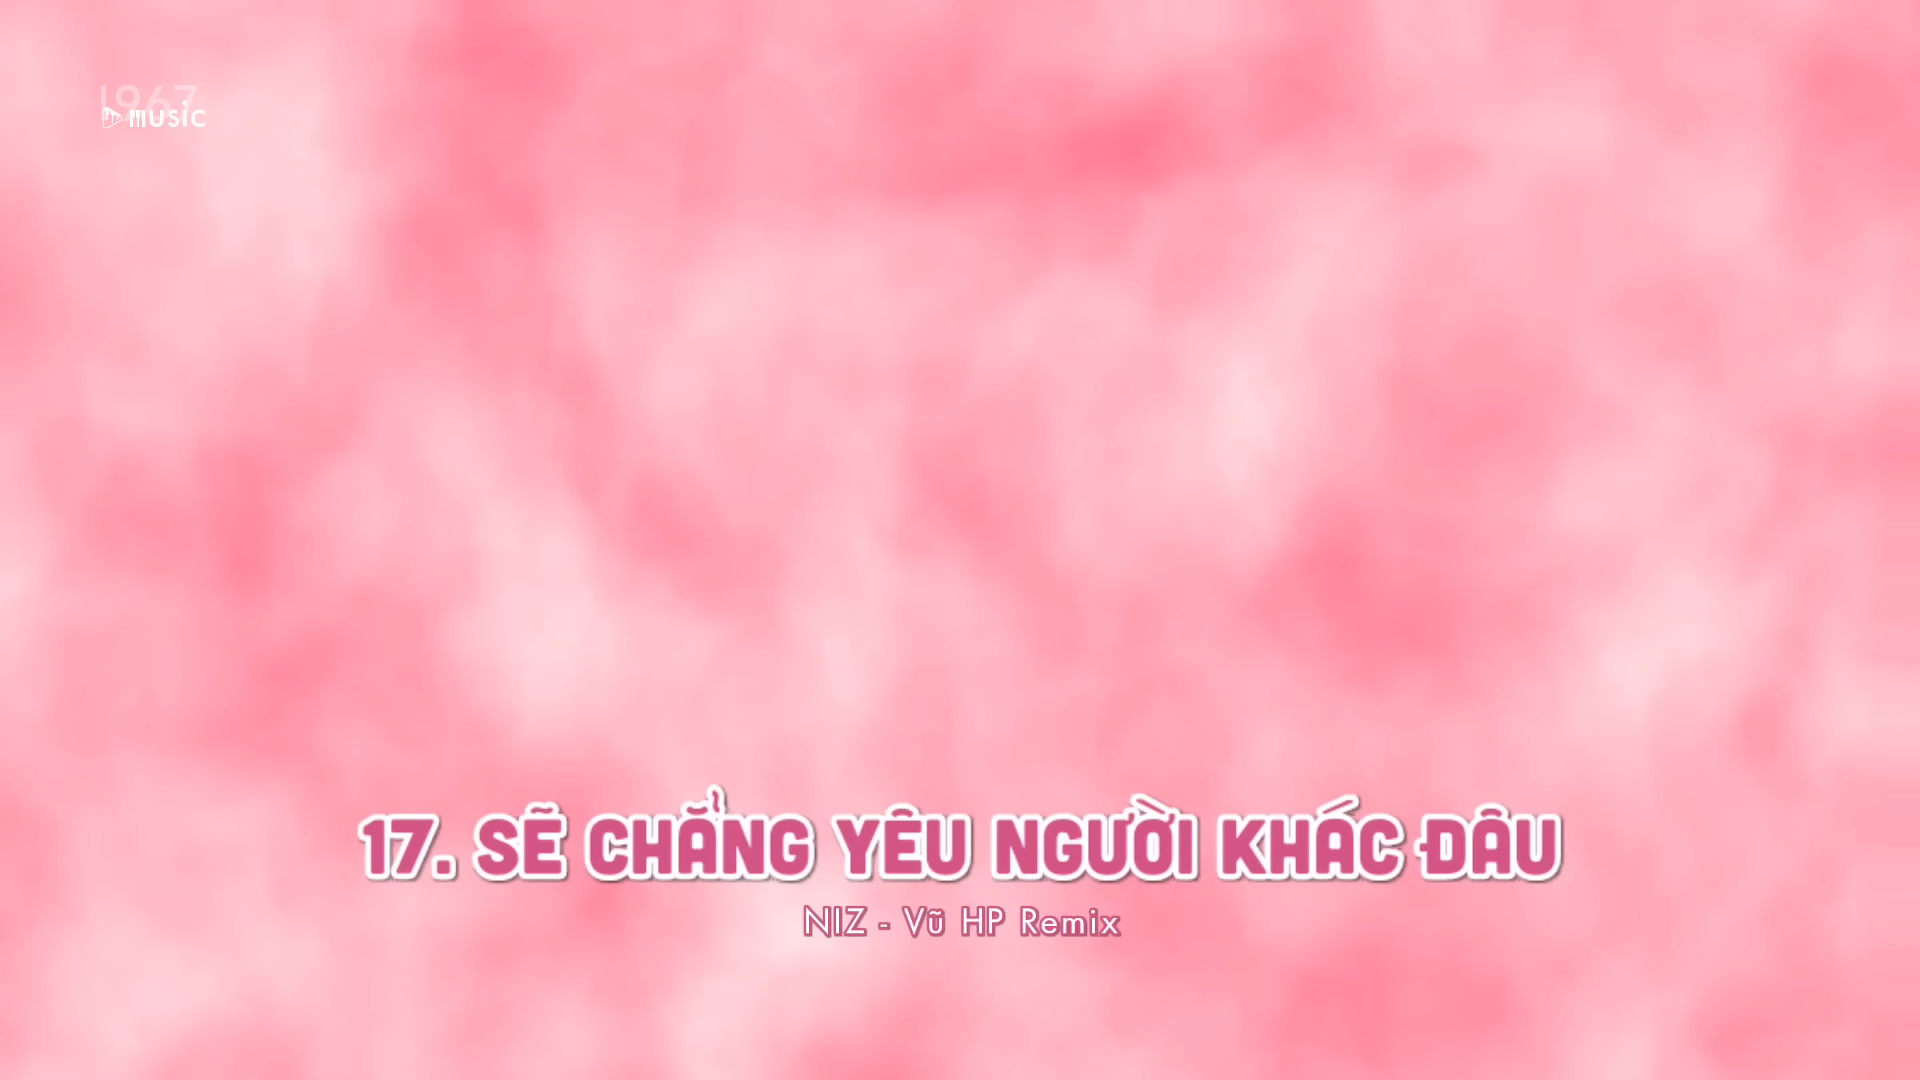 1967
music
17. SẼ CHẲNG YÊU NGƯỜI KHÁC ĐÂU
NIZ - Vũ HP Remix